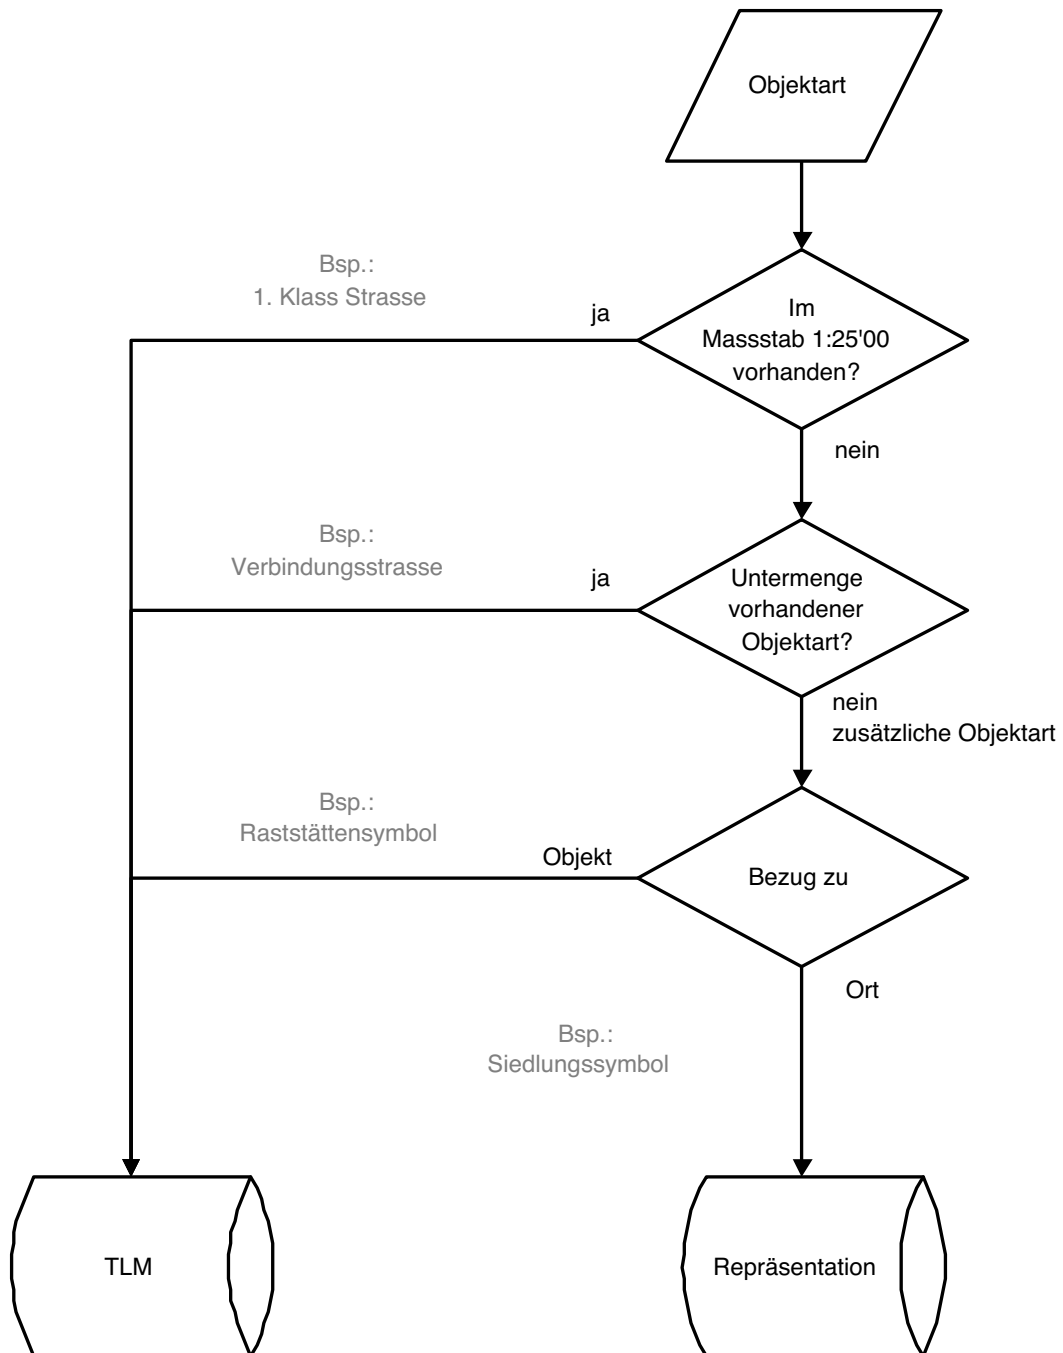 Objektart
Bsp.:
1. Klass Strasse
ja
Im
Massstab 1:25'00
vorhanden?
nein
Bsp.:
Verbindungsstrasse
ja
Untermenge
vorhandener
Objektart?
nein
zusätzliche Objektart
Bsp.:
Raststättensymbol
Objekt
Bezug zu
Ort
Bsp.:
Siedlungssymbol
TLM
Repräsentation